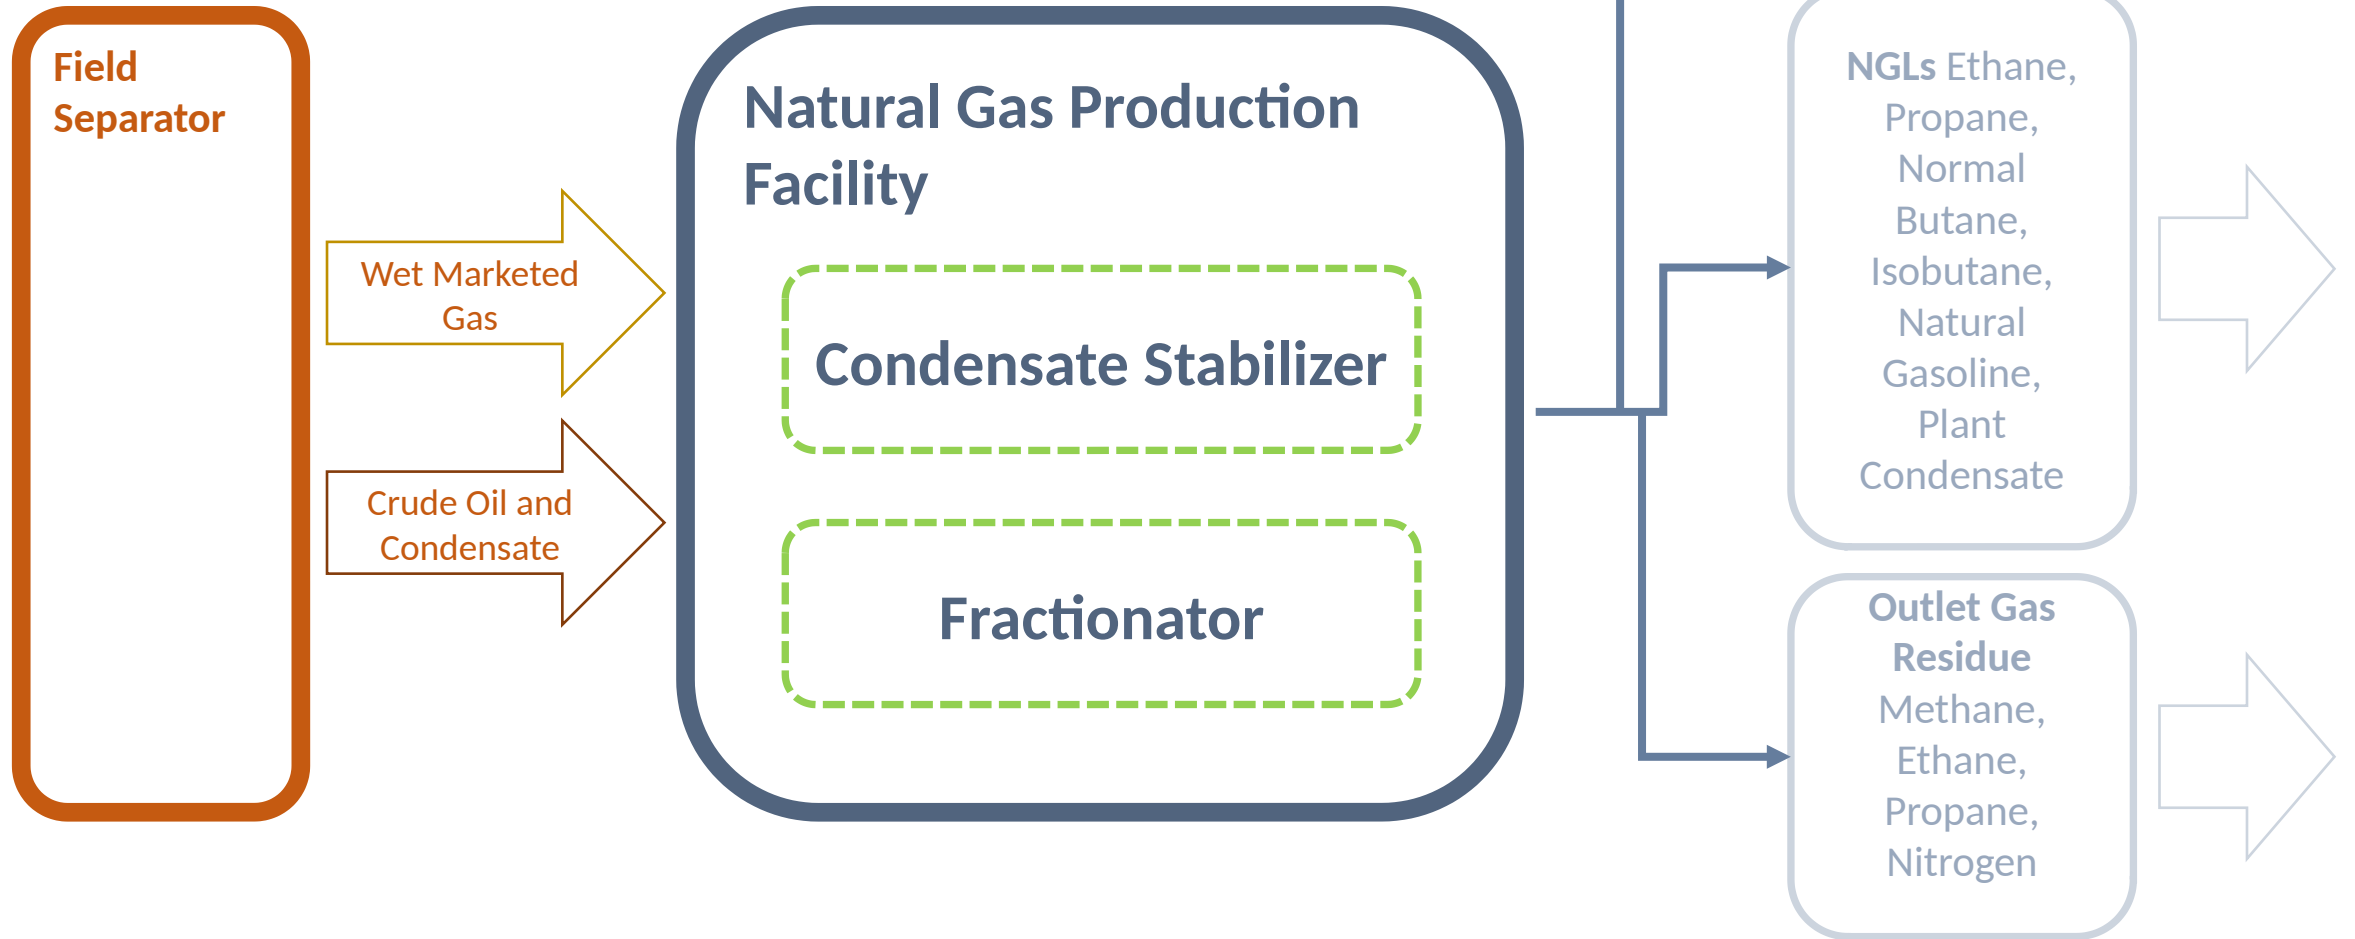 Field
Separator
Wet Marketed
Gas
Crude Oil and
Condensate
Natural Gas Production
Facility
Condensate Stabilizer
Fractionator
NGLs Ethane,
Propane,
Normal
Butane,
Isobutane,
Natural
Gasoline,
Plant
Condensate
Outlet Gas
Residue
Methane,
Ethane,
Propane,
Nitrogen